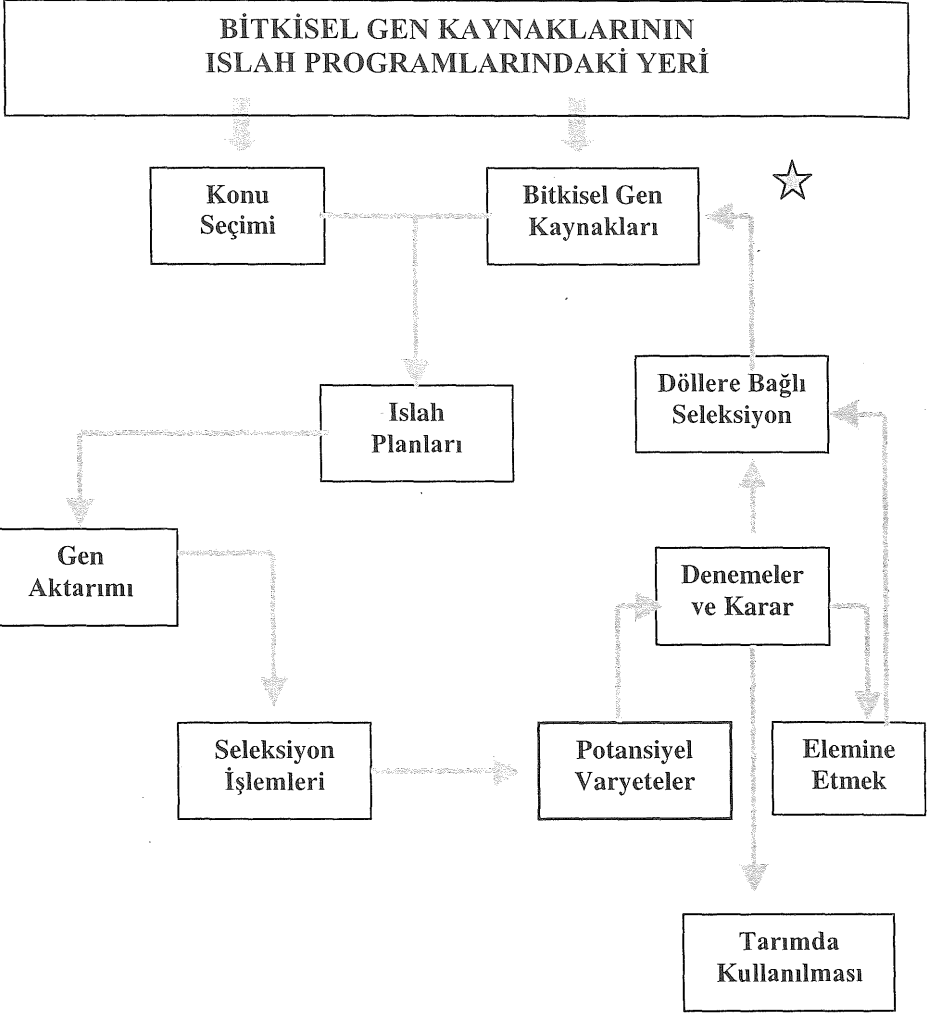 BİTKİSEL GEN KAYNAKLARININ
ISLAH PROGRAMLARINDAKİ YERİ
Konu
Seçimi
Bitkisel Gen
Kaynakları
Döllere Bağlı
Seleksiyon
Islah
Planları
Gen
Aktarımı
Denemeler
ve Karar
Seleksiyon
İşlemleri
Potansiyel
Varyeteler
Elemine
Etmek
Tarımda
Kullanılması